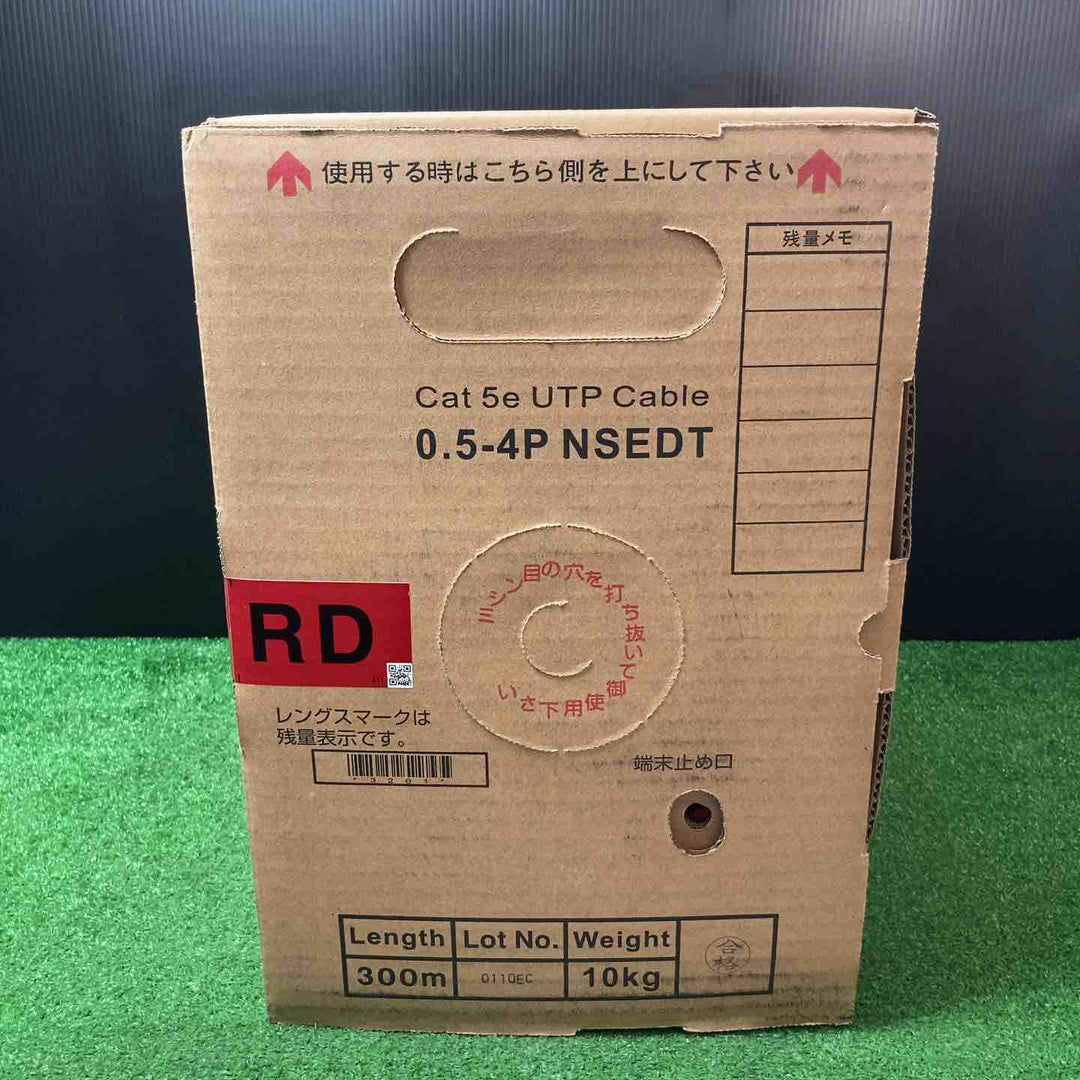 使用する時はこちら側を上にして下さい
残量メモ
Cat 5e UTP Cable
0.5-4P NSEDT
ミシン目の穴を打ち抜いて御使用下さい
RD
レングスマークは
残量表示です。
*3201*
端末止め口
Length Lot No. Weight
300m 0110EC 10kg
合格